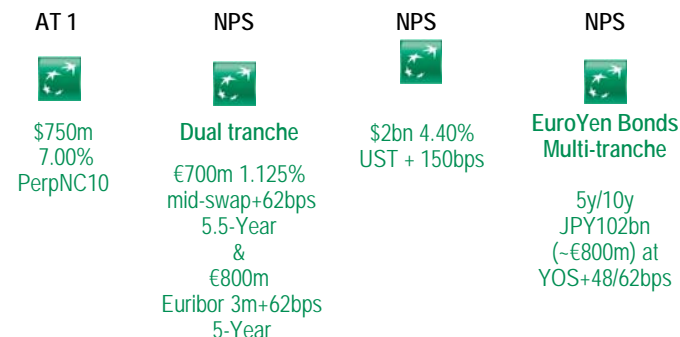 AT 1
$750m
7.00%
PerpNC10
NPS
Dual tranche
€700m 1.125%
mid-swap+62bps
5.5-Year
&
€800m
Euribor 3m+62bps
5-Year
NPS
$2bn 4.40%
UST + 150bps
NPS
EuroYen Bonds
Multi-tranche
5y/10y
JPY102bn
(~€800m) at
YOS+48/62bps